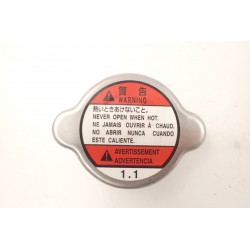 警告
WARNING
熱いときあけないこと。
NEVER OPEN WHEN HOT.
NE JAMAIS OUVRIR À CHAUD.
NO ABRIR NUNCA CUANDO
ESTE CALIENTE.
AVERTISSEMENT
ADVERTENCIA
1.1